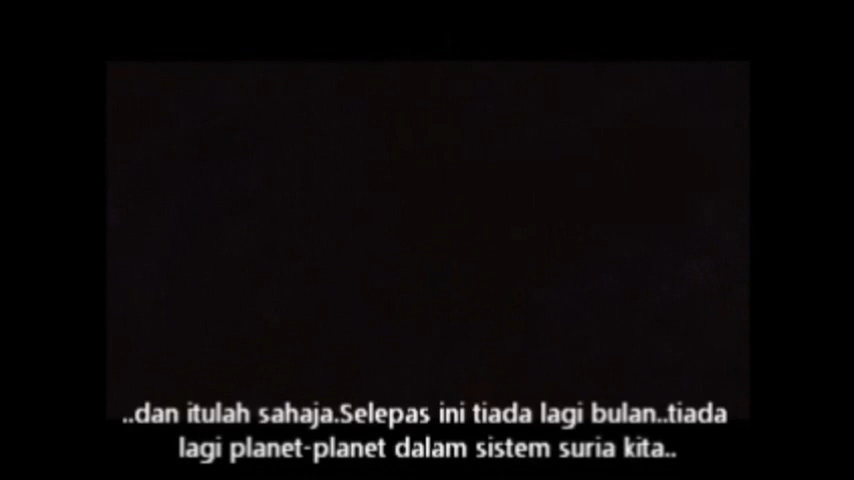 ..dan itulah sahaja.Selepas ini tiada lagi bulan..tiada
lagi planet-planet dalam sistem suria kita..